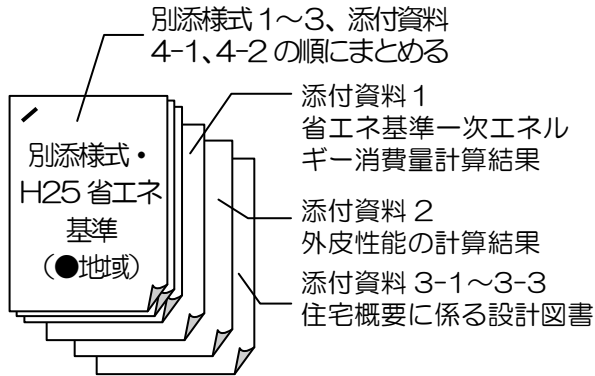 別添様式1~3、添付資料
4-1、4-2の順にまとめる
添付資料1
省エネ基準一次エネル
ギー消費量計算結果
別添様式・
H25省エネ
基準
(●地域)
添付資料2
外皮性能の計算結果
添付資料3-1~3-3
住宅概要に係る設計図書